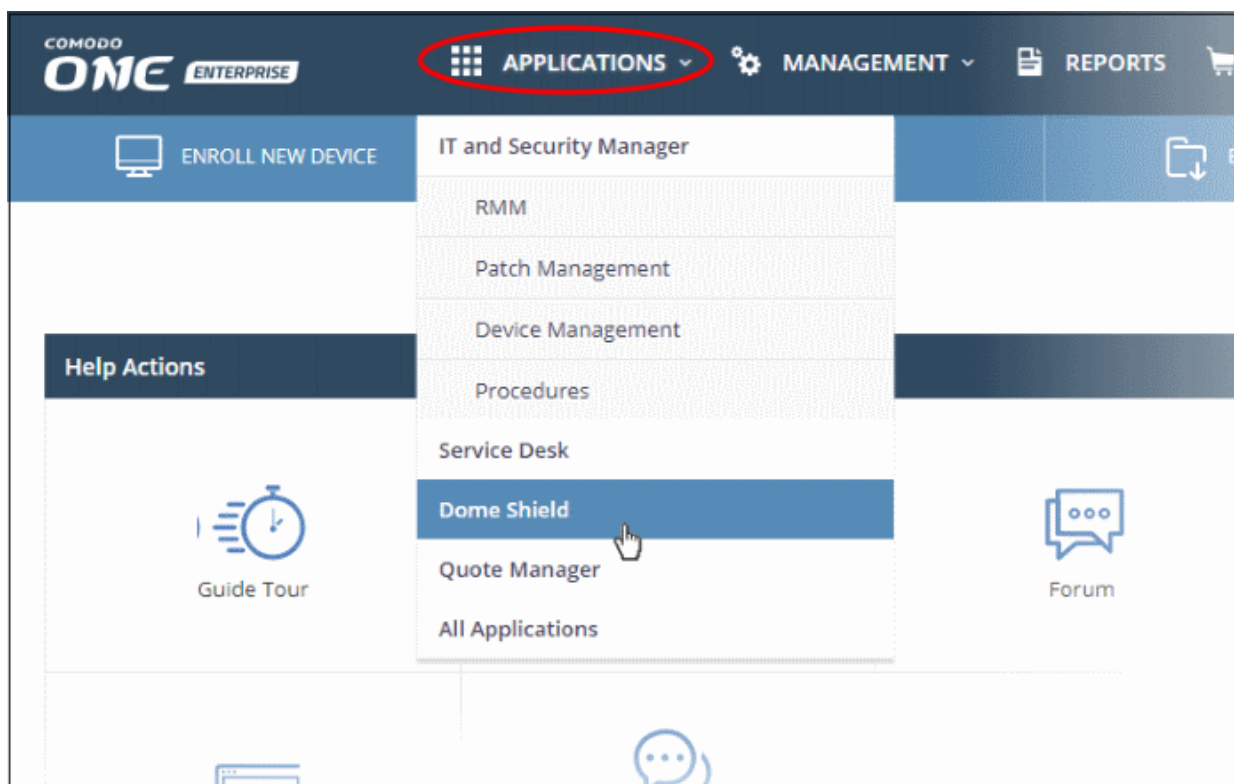 COMODO
ONE ENTERPRISE
APPLICATIONS
MANAGEMENT
REPORTS
ENROLL NEW DEVICE
IT and Security Manager
RMM
Patch Management
Device Management
Procedures
Service Desk
Dome Shield
Quote Manager
All Applications
Help Actions
Guide Tour
Forum